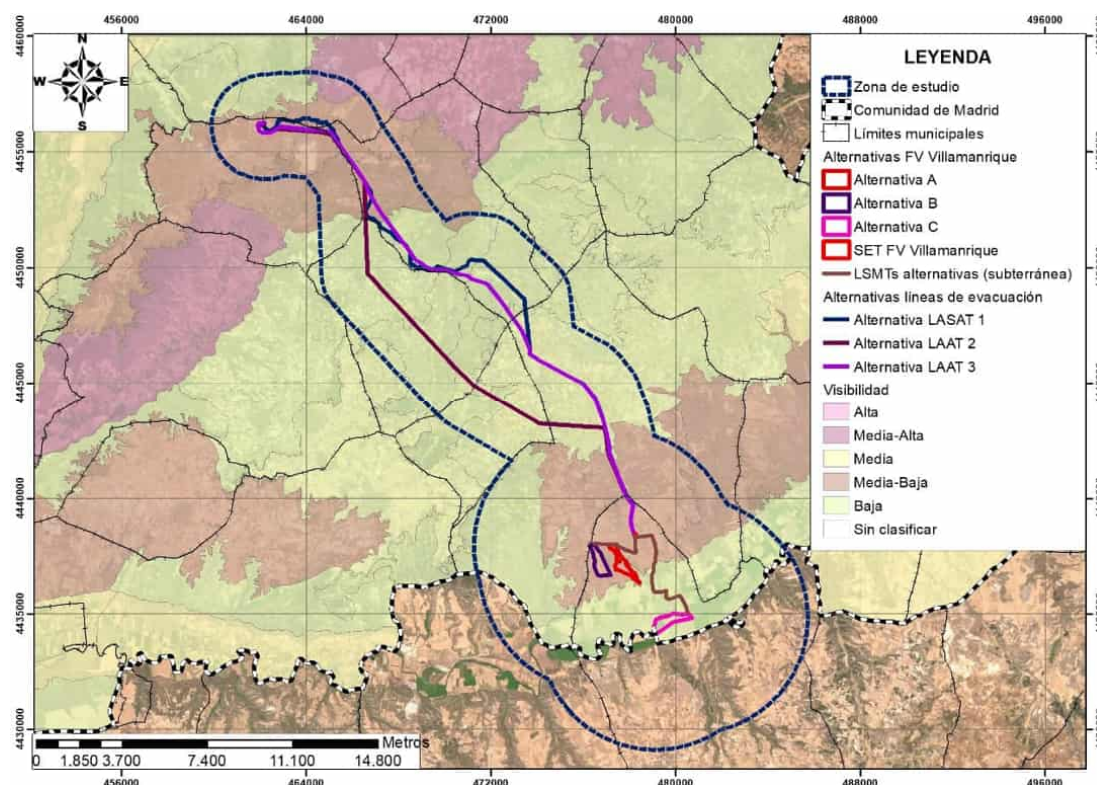 456000 464000 472000 480000 488000 496000
4460000
N
W E
S
4455000
4450000
4445000
4440000
4435000
4430000
LEYENDA
Zona de estudio
Comunidad de Madrid
Límites municipales
Alternativas FV Villamanrique
Alternativa A
Alternativa B
Alternativa C
SET FV Villamanrique
LSMTs alternativas (subterránea)
Alternativas líneas de evacuación
Alternativa LASAT 1
Alternativa LAAT 2
Alternativa LAAT 3
Visibilidad
Alta
Media-Alta
Media
Media-Baja
Baja
Sin clasificar
Metros
0 1.850 3.700 7.400 11.100 14.800
456000 464000 472000 480000 488000 496000